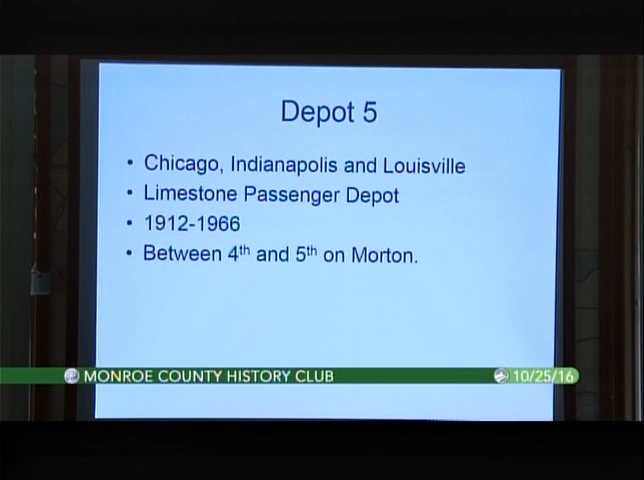 Depot 5
• Chicago, Indianapolis and Louisville
• Limestone Passenger Depot
• 1912-1966
• Between 4th and 5th on Morton.
MONROE COUNTY HISTORY CLUB 10/25/16